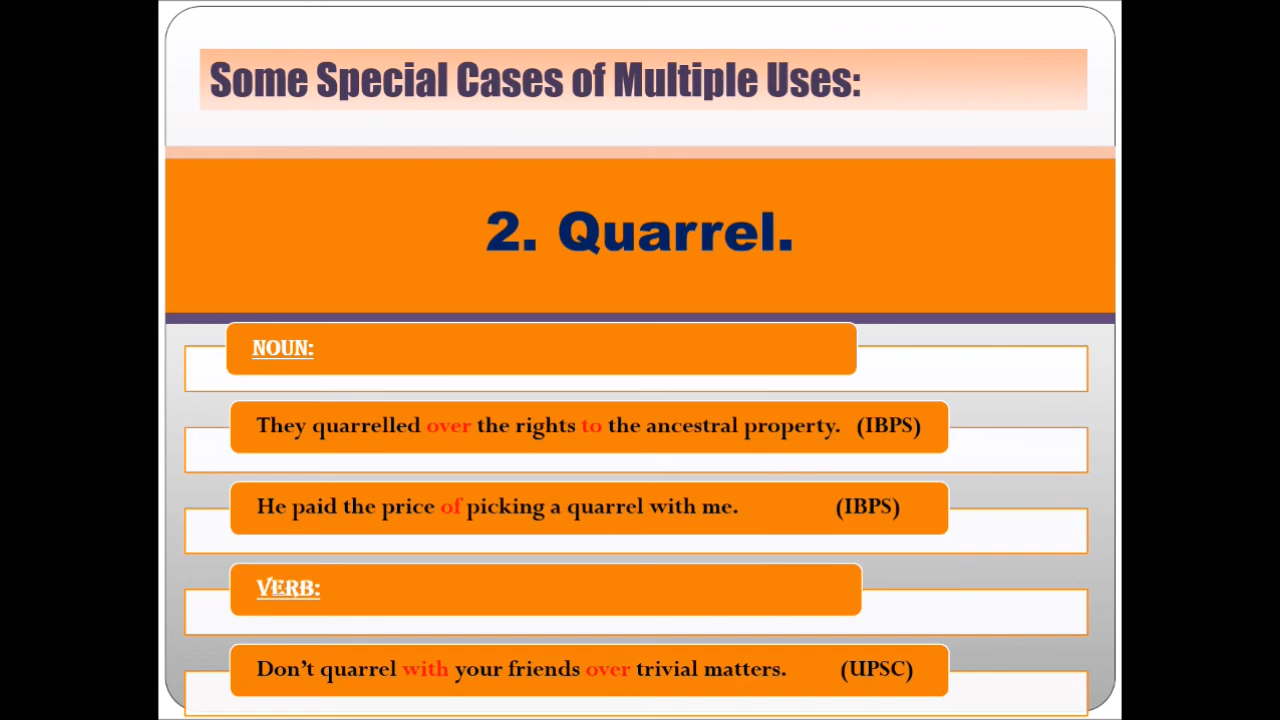 Some Special Cases of Multiple Uses:
2. Quarrel.
NOUN:
They quarrelled over the rights to the ancestral property. (IBPS)
He paid the price of picking a quarrel with me. (IBPS)
VERB:
Don't quarrel with your friends over trivial matters. (UPSC)